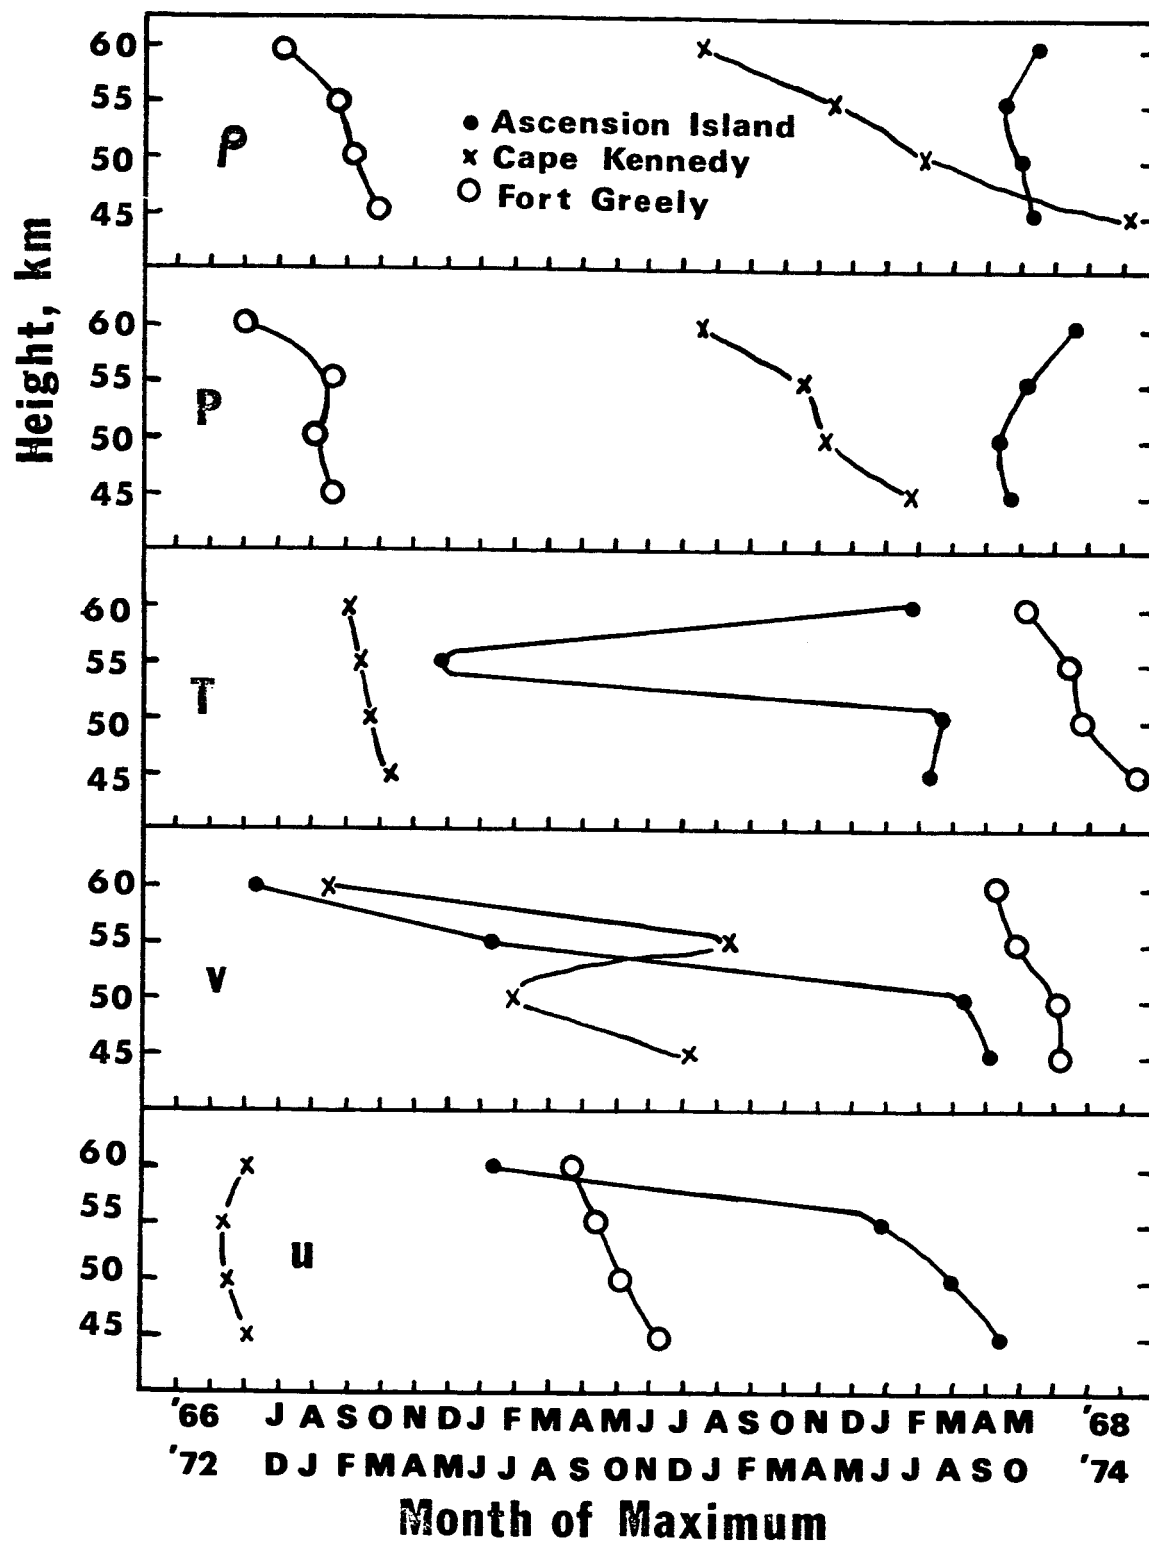 Height, km
60
55
50
45
ρ
Ascension Island
x Cape Kennedy
Fort Greely
60
55
50
45
P
60
55
50
45
T
60
55
50
45
v
60
55
50
45
u
'66 J A S O N D J F M A M J J A S O N D J F M A M '68
'72 D J F M A M J J A S O N D J F M A M J J A S O '74
Month of Maximum